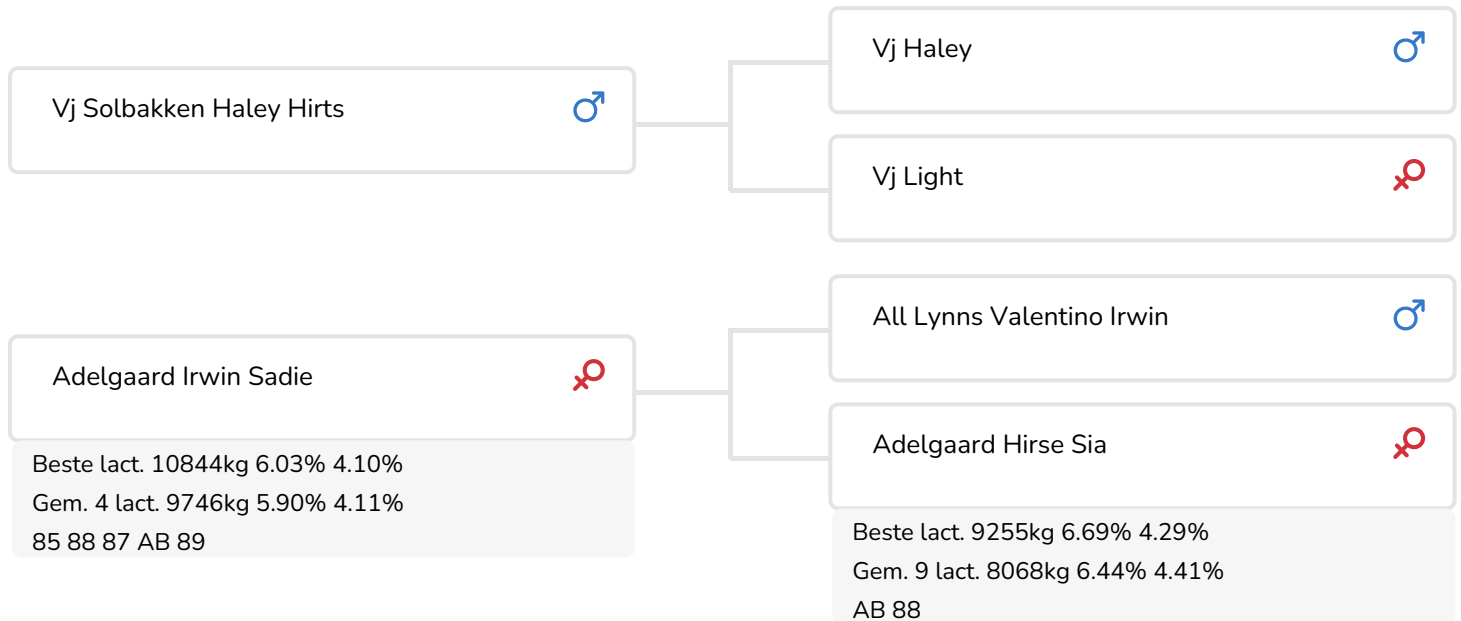 Vj Solbakken Haley Hirts
Vj Haley
Vj Light
Adelgaard Irwin Sadie
Beste lact. 10844kg 6.03% 4.10%
Gem. 4 lact. 9746kg 5.90% 4.11%
85 88 87 AB 89
All Lynns Valentino Irwin
Adelgaard Hirse Sia
Beste lact. 9255kg 6.69% 4.29%
Gem. 9 lact. 8068kg 6.44% 4.41%
AB 88